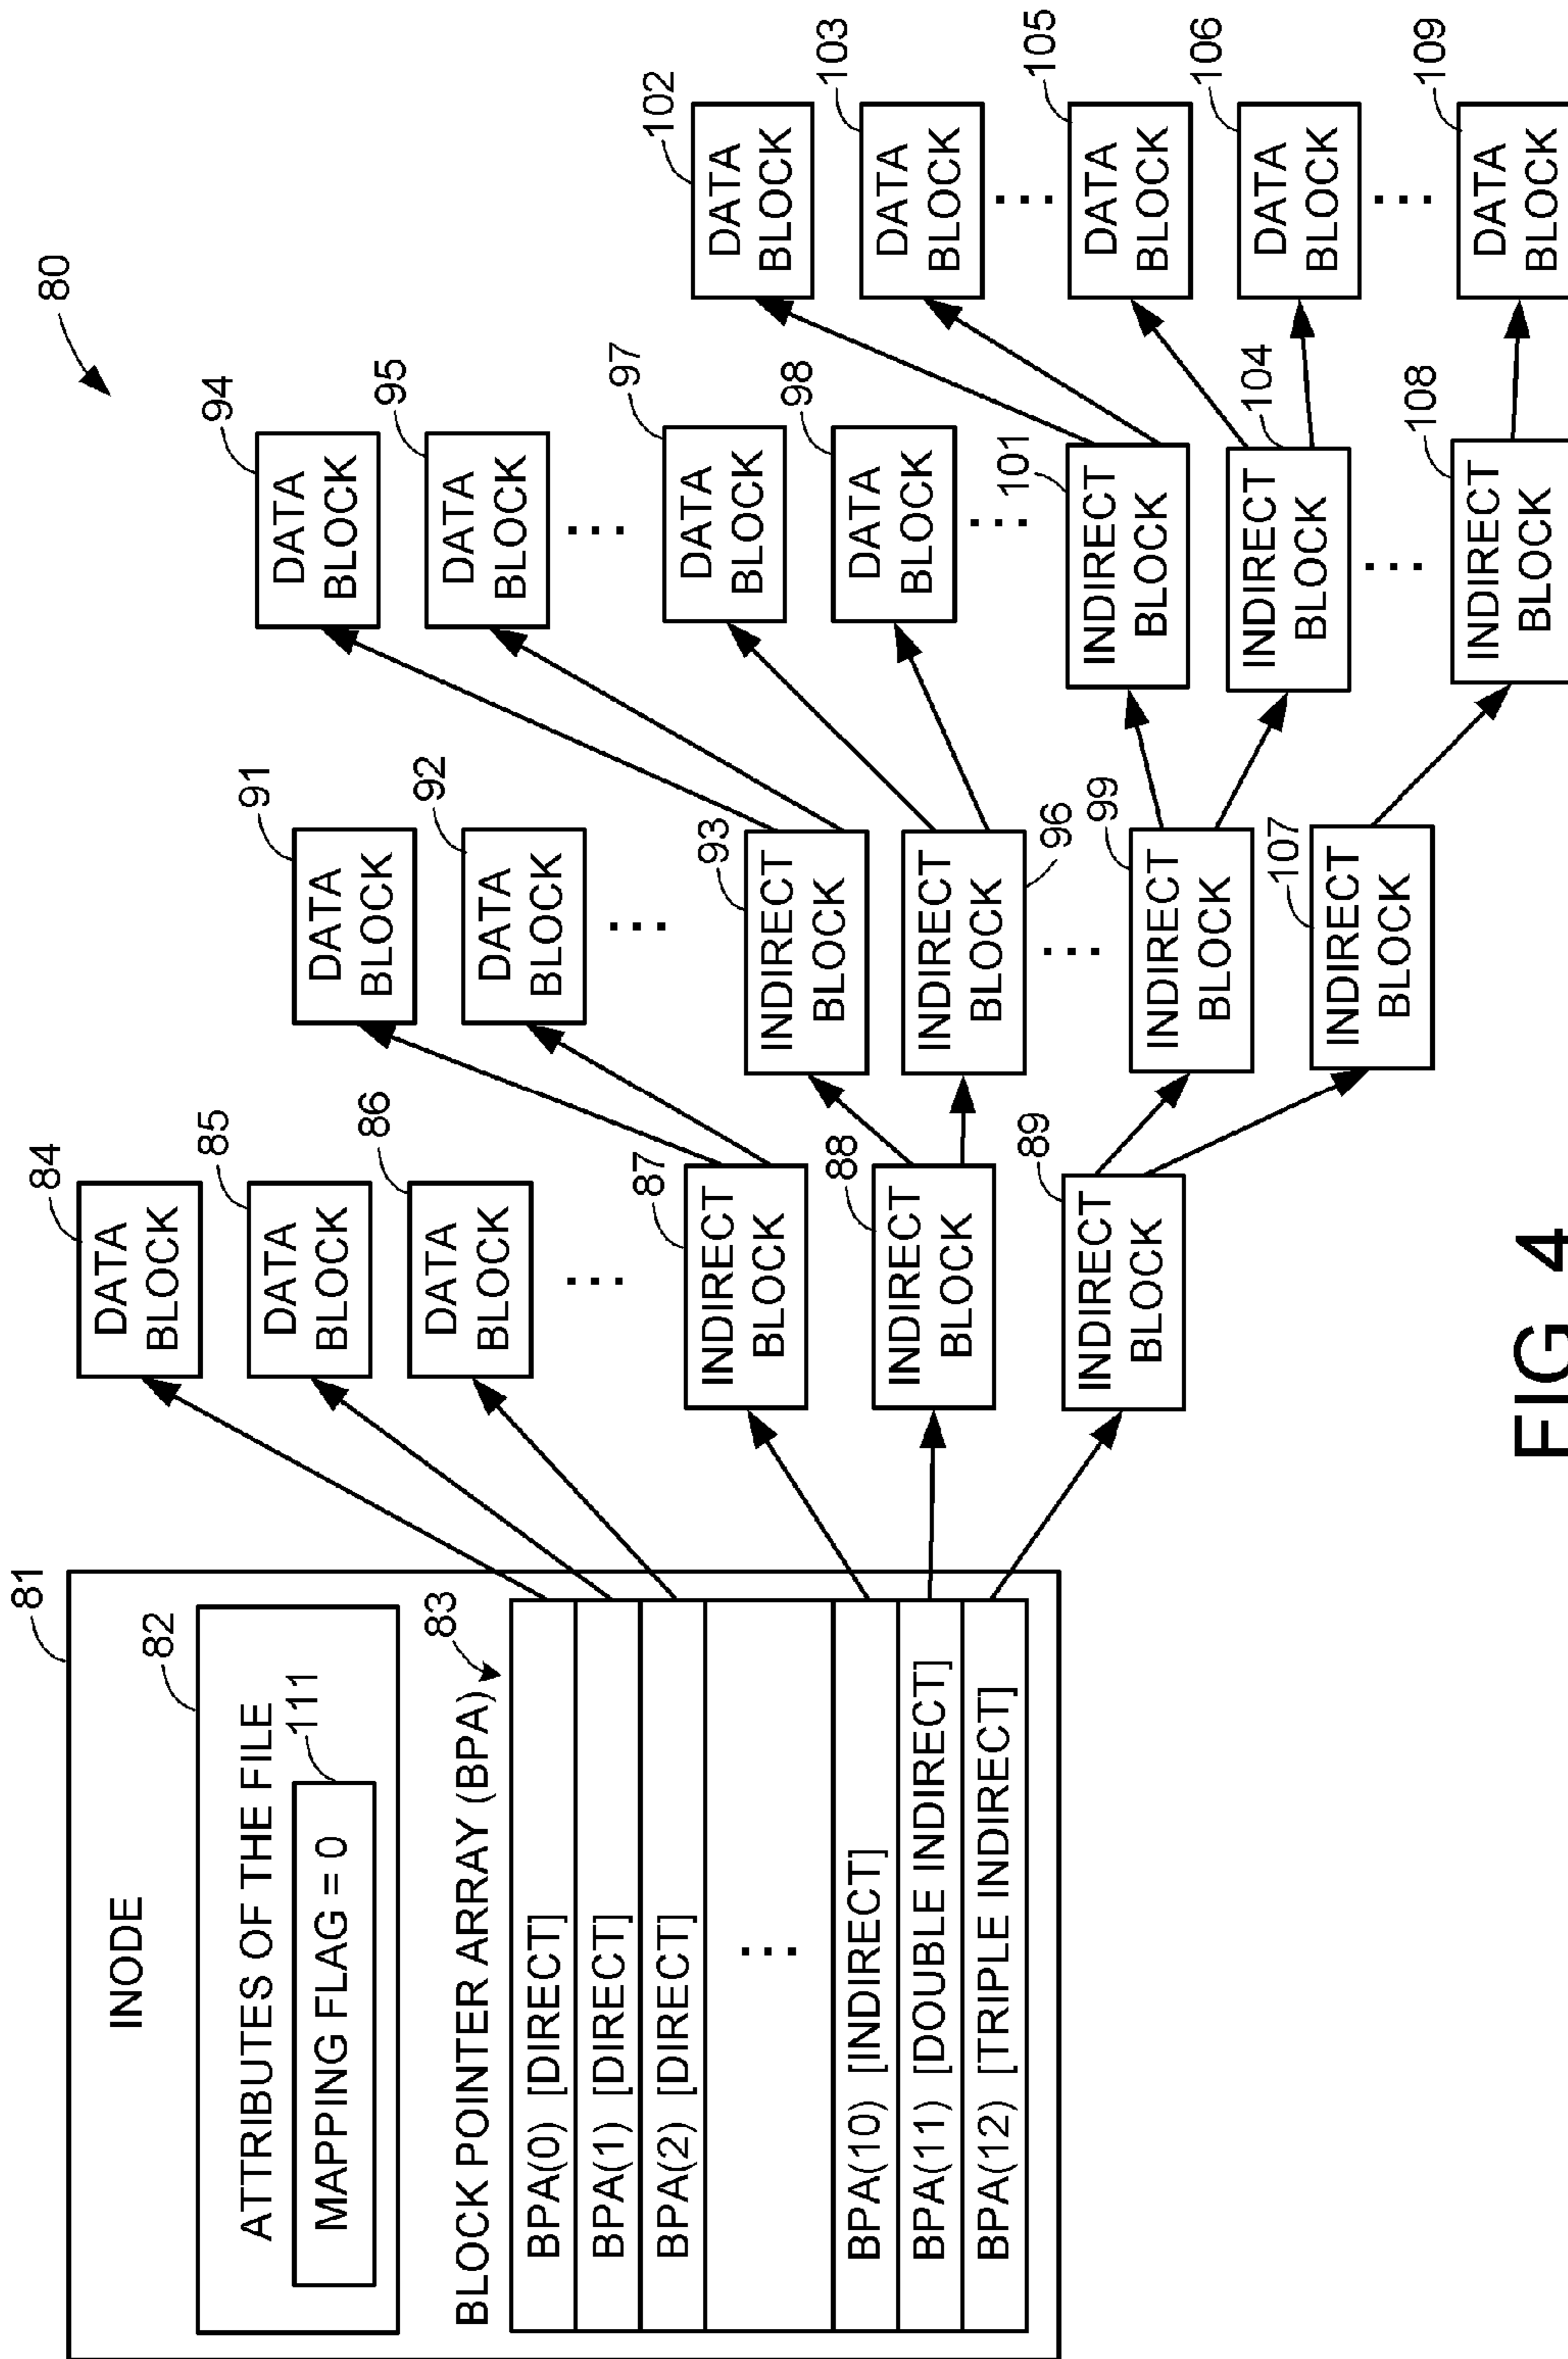 80
81
INODE
82
ATTRIBUTES OF THE FILE
111
MAPPING FLAG = 0
BLOCK POINTER ARRAY (BPA)
83
BPA(0) [DIRECT]
BPA(1) [DIRECT]
BPA(2) [DIRECT]
...
BPA(10) [INDIRECT]
BPA(11) [DOUBLE INDIRECT]
BPA(12) [TRIPLE INDIRECT]
84
DATA
BLOCK
85
DATA
BLOCK
86
DATA
BLOCK
...
87
INDIRECT
BLOCK
88
INDIRECT
BLOCK
89
INDIRECT
BLOCK
91
DATA
BLOCK
92
DATA
BLOCK
...
93
INDIRECT
BLOCK
INDIRECT
BLOCK
96
...
99
INDIRECT
BLOCK
107
INDIRECT
BLOCK
94
DATA
BLOCK
95
DATA
BLOCK
...
97
DATA
BLOCK
98
DATA
BLOCK
...
101
INDIRECT
BLOCK
104
INDIRECT
BLOCK
...
108
INDIRECT
BLOCK
102
DATA
BLOCK
103
DATA
BLOCK
...
105
DATA
BLOCK
106
DATA
BLOCK
...
109
DATA
BLOCK
FIG. 4